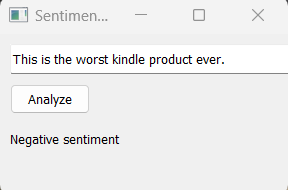 Sentimen...
This is the worst kindle product ever.
Analyze
Negative sentiment